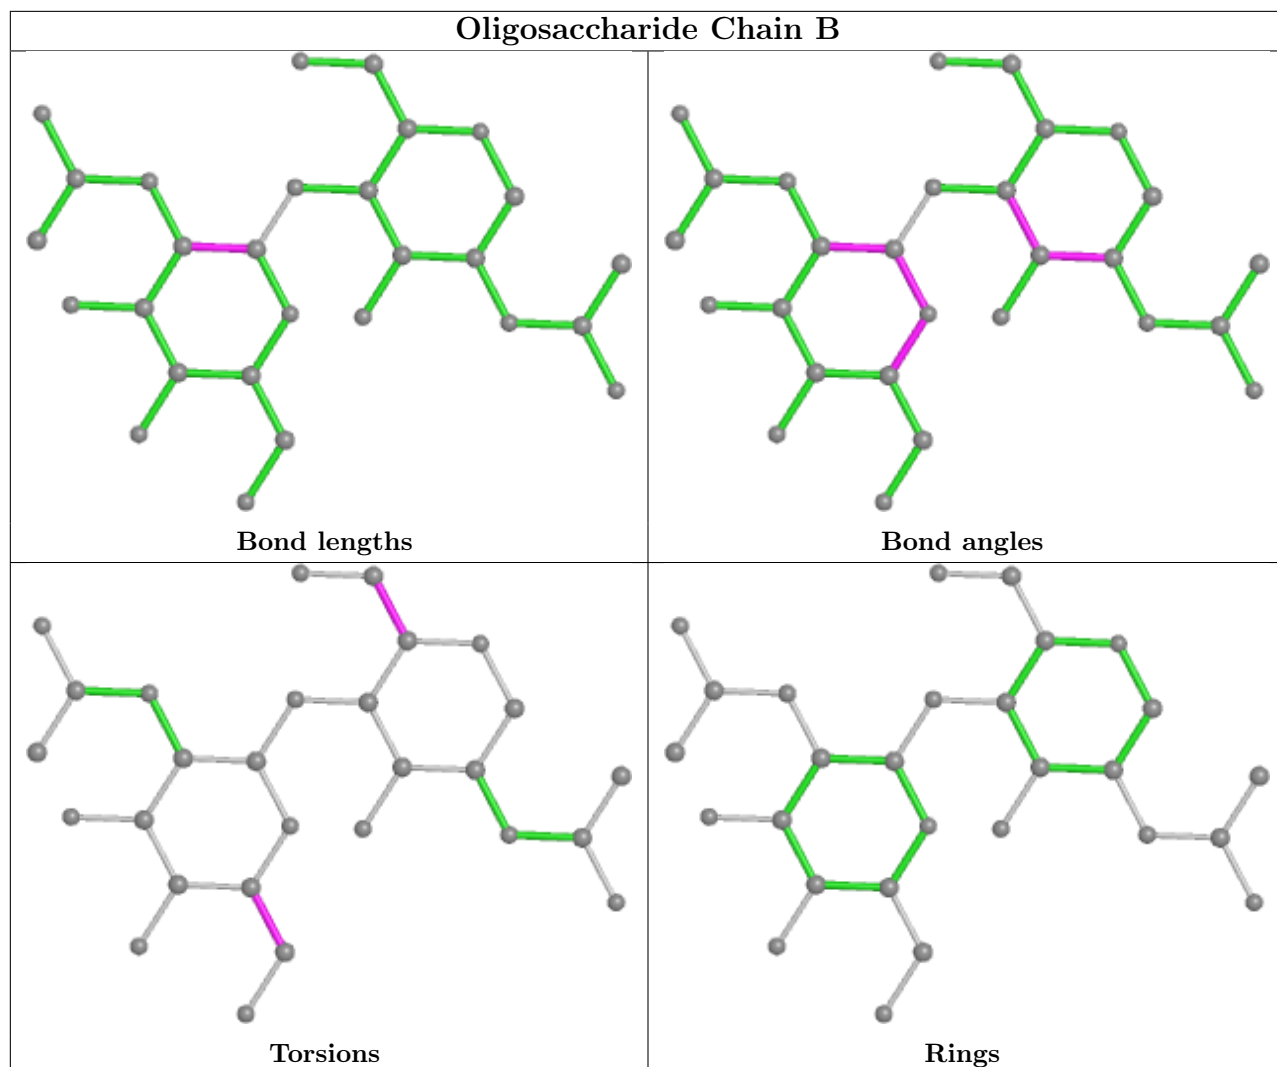 Oligosaccharide Chain B
Bond lengths
Bond angles
Torsions
Rings